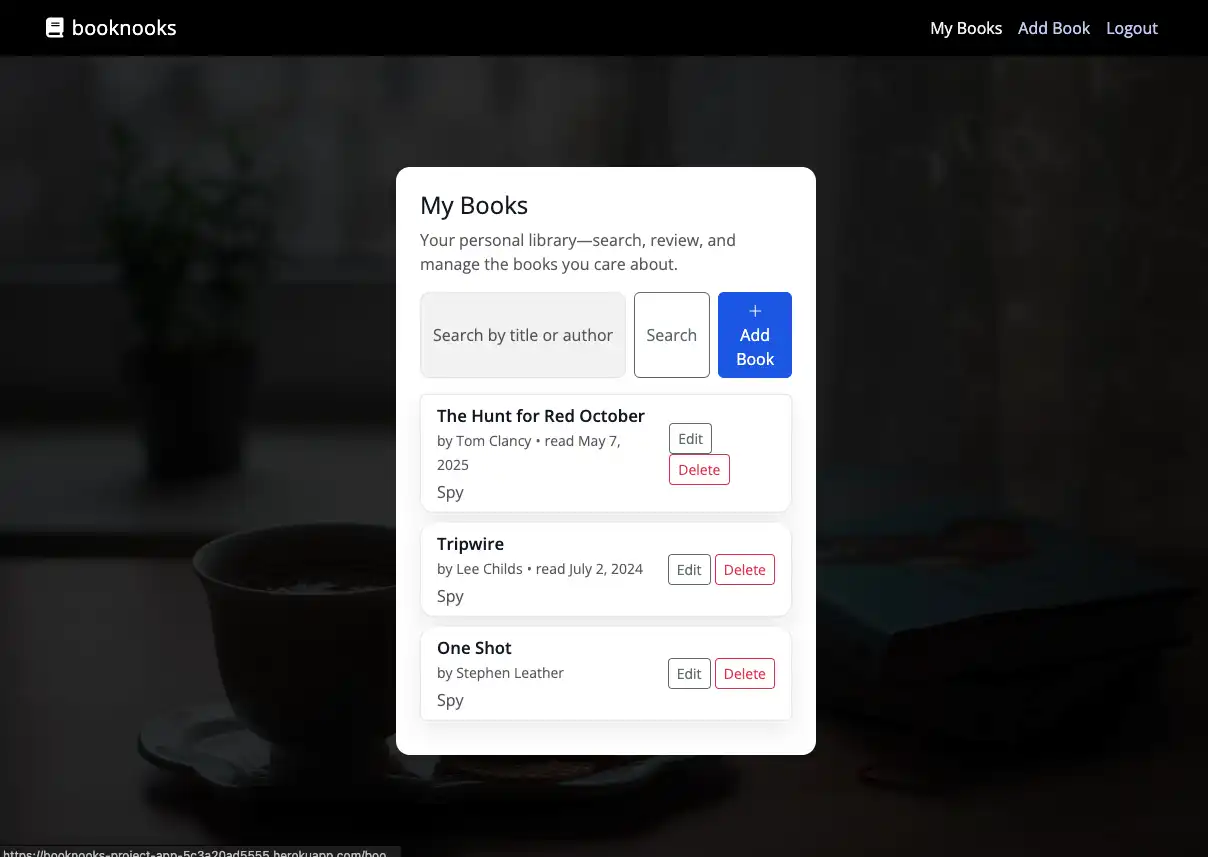 booknooks
My Books Add Book Logout
My Books
Your personal library—search, review, and
manage the books you care about.
Search by title or author
Search
+
Add
Book
The Hunt for Red October
by Tom Clancy • read May 7,
2025
Spy
Edit
Delete
Tripwire
by Lee Childs • read July 2, 2024
Spy
Edit Delete
One Shot
by Stephen Leather
Spy
Edit Delete
https://booknooks-project-app-5c3a20ad5555.herokuapp.com/boo...